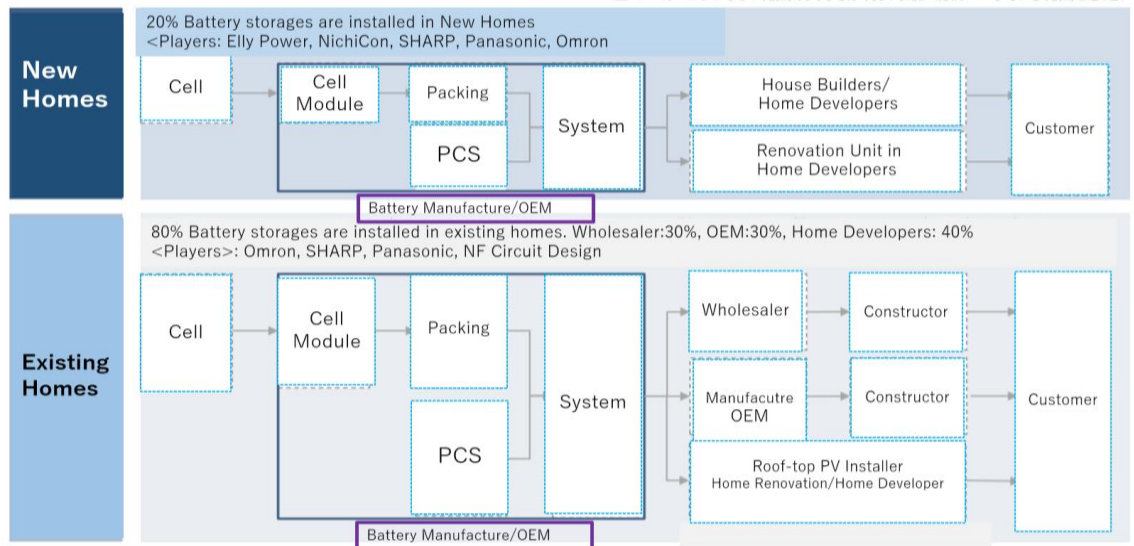 20% Battery storages are installed in New Homes
<Players: Elly Power, NichiCon, SHARP, Panasonic, Omron
New
Homes
Cell
Cell
Module
Packing
PCS
System
House Builders/
Home Developers
Renovation Unit in
Home Developers
Customer
Battery Manufacture/OEM
80% Battery storages are installed in existing homes. Wholesaler:30%, OEM:30%, Home Developers: 40%
<Players>: Omron, SHARP, Panasonic, NF Circuit Design
Existing
Homes
Cell
Cell
Module
Packing
PCS
System
Wholesaler
Constructor
Manufacutre
OEM
Constructor
Roof-top PV Installer
Home Renovation/Home Developer
Customer
Battery Manufacture/OEM